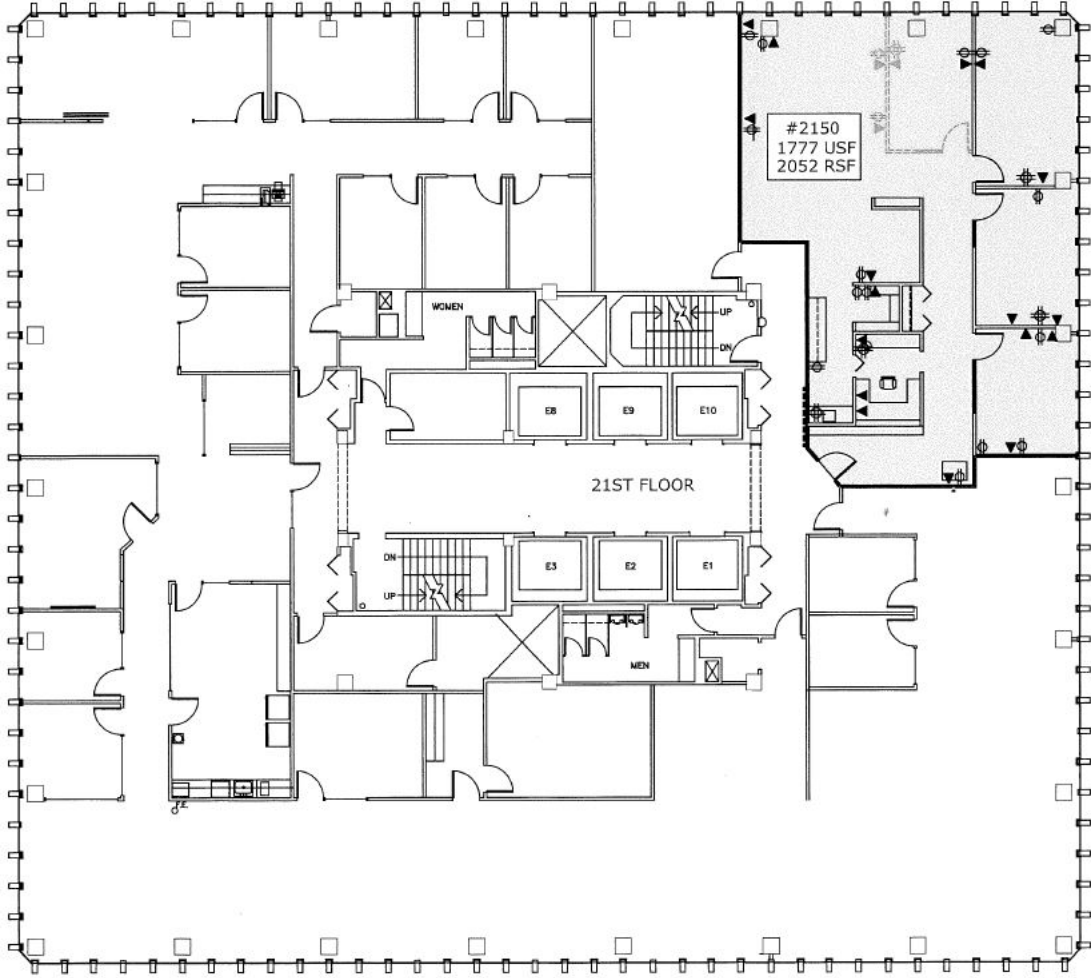 #2150
1777 USF
2052 RSF
WOMEN
UP
DN
E8
E9
E10
21ST FLOOR
DN
UP
E3
E2
E1
MEN
F.E.